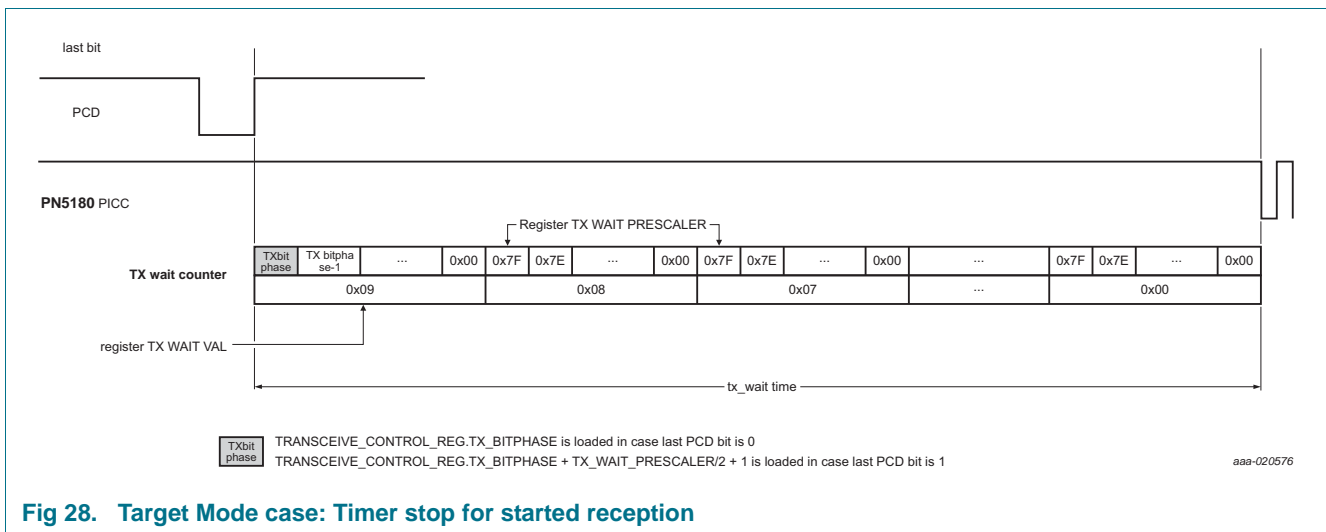 last bit
PCD
PN5180 PICC
Register TX WAIT PRESCALER
TX wait counter
TXbit phase TX bitpha se-1 ... 0x00 0x7F 0x7E ... 0x00 0x7F 0x7E ... 0x00 ... 0x7F 0x7E ... 0x00
0x09 0x08 0x07 ... 0x00
register TX WAIT VAL
tx_wait time
TXbit phase
TRANSCEIVE_CONTROL_REG.TX_BITPHASE is loaded in case last PCD bit is 0
TRANSCEIVE_CONTROL_REG.TX_BITPHASE + TX_WAIT_PRESCALER/2 + 1 is loaded in case last PCD bit is 1
aaa-020576
Fig 28. Target Mode case: Timer stop for started reception